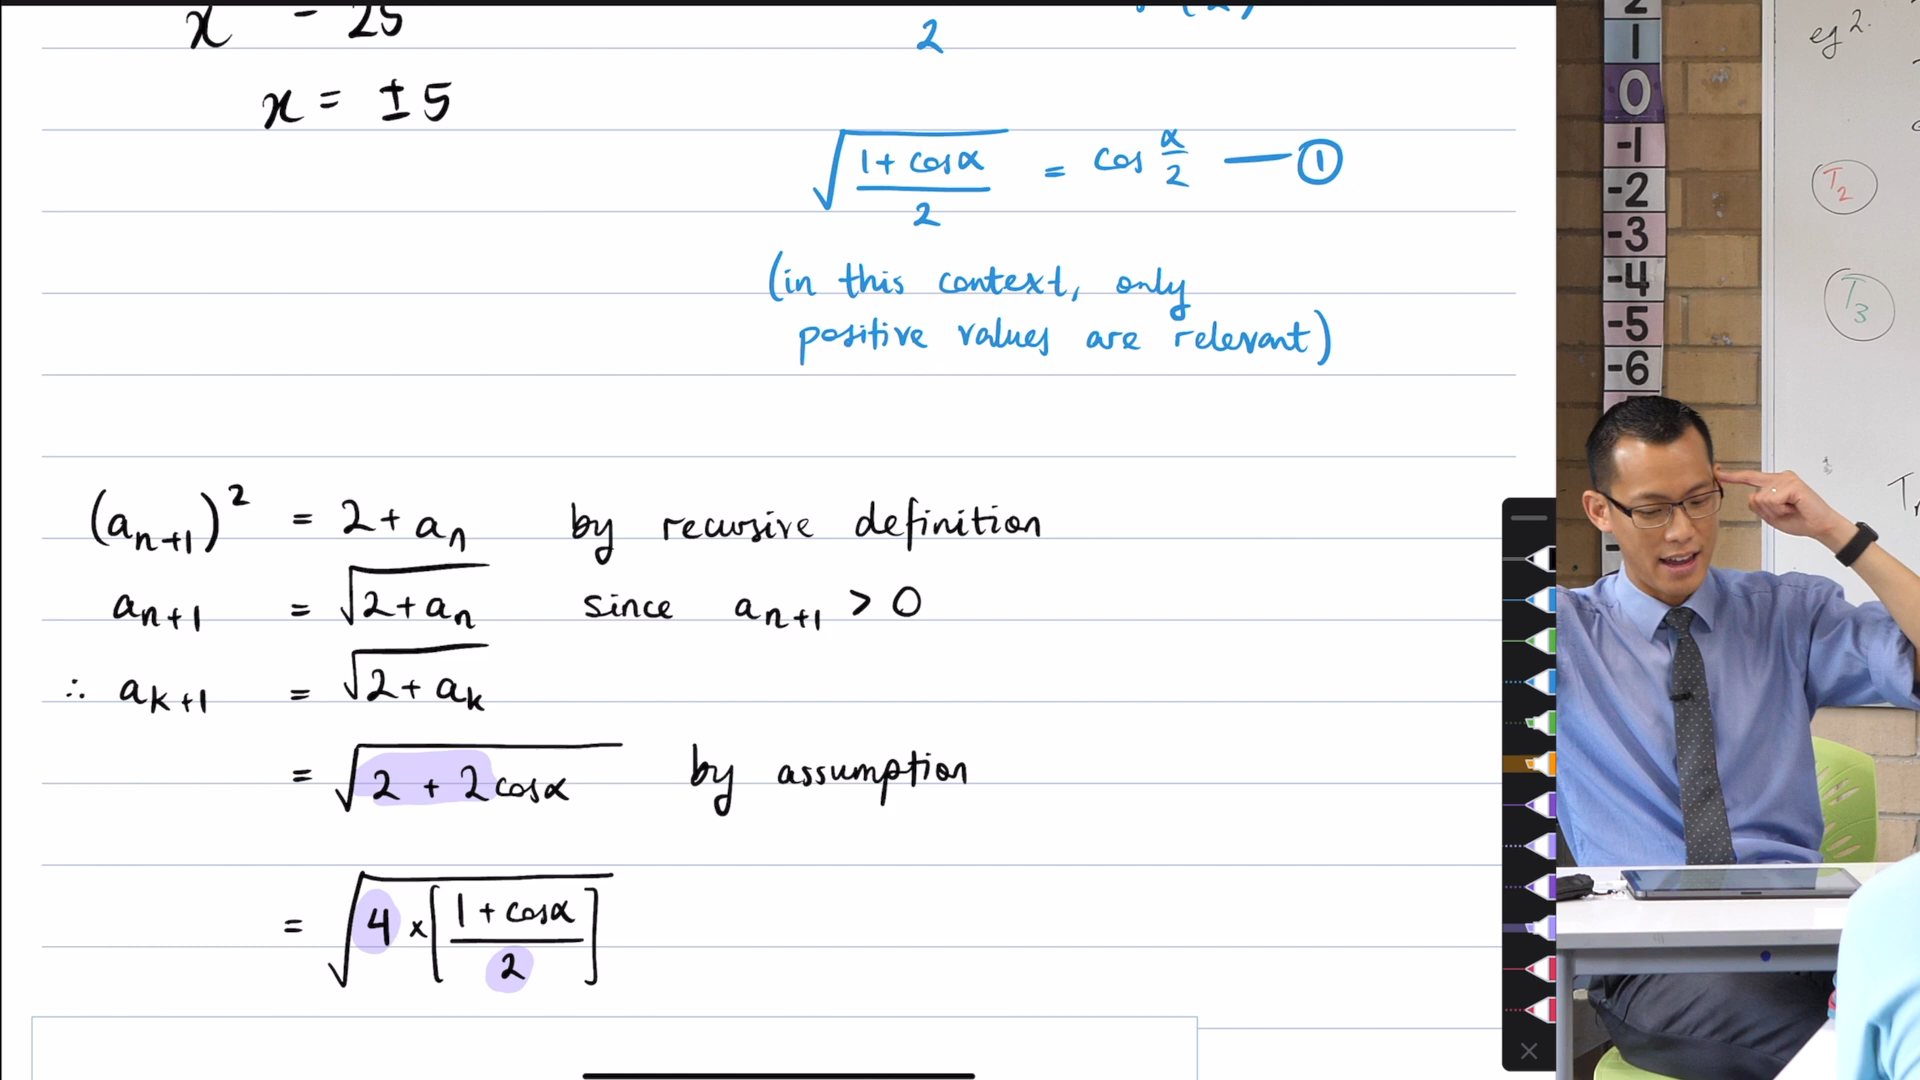 x = 25
2
x = ±5
√((1 + cosα)/2) = cos α/2 — ①
(in this context, only
positive values are relevant)
(aₙ₊₁)² = 2 + aₙ by recursive definition
aₙ₊₁ = √(2 + aₙ) since aₙ₊₁ > 0
∴ aₖ₊₁ = √(2 + aₖ)
= √(2 + 2cosα) by assumption
= √(4 × [(1 + cosα)/2])
2
1
0
-1
-2
-3
-4
-5
-6
eg 2.
T₂
T₃